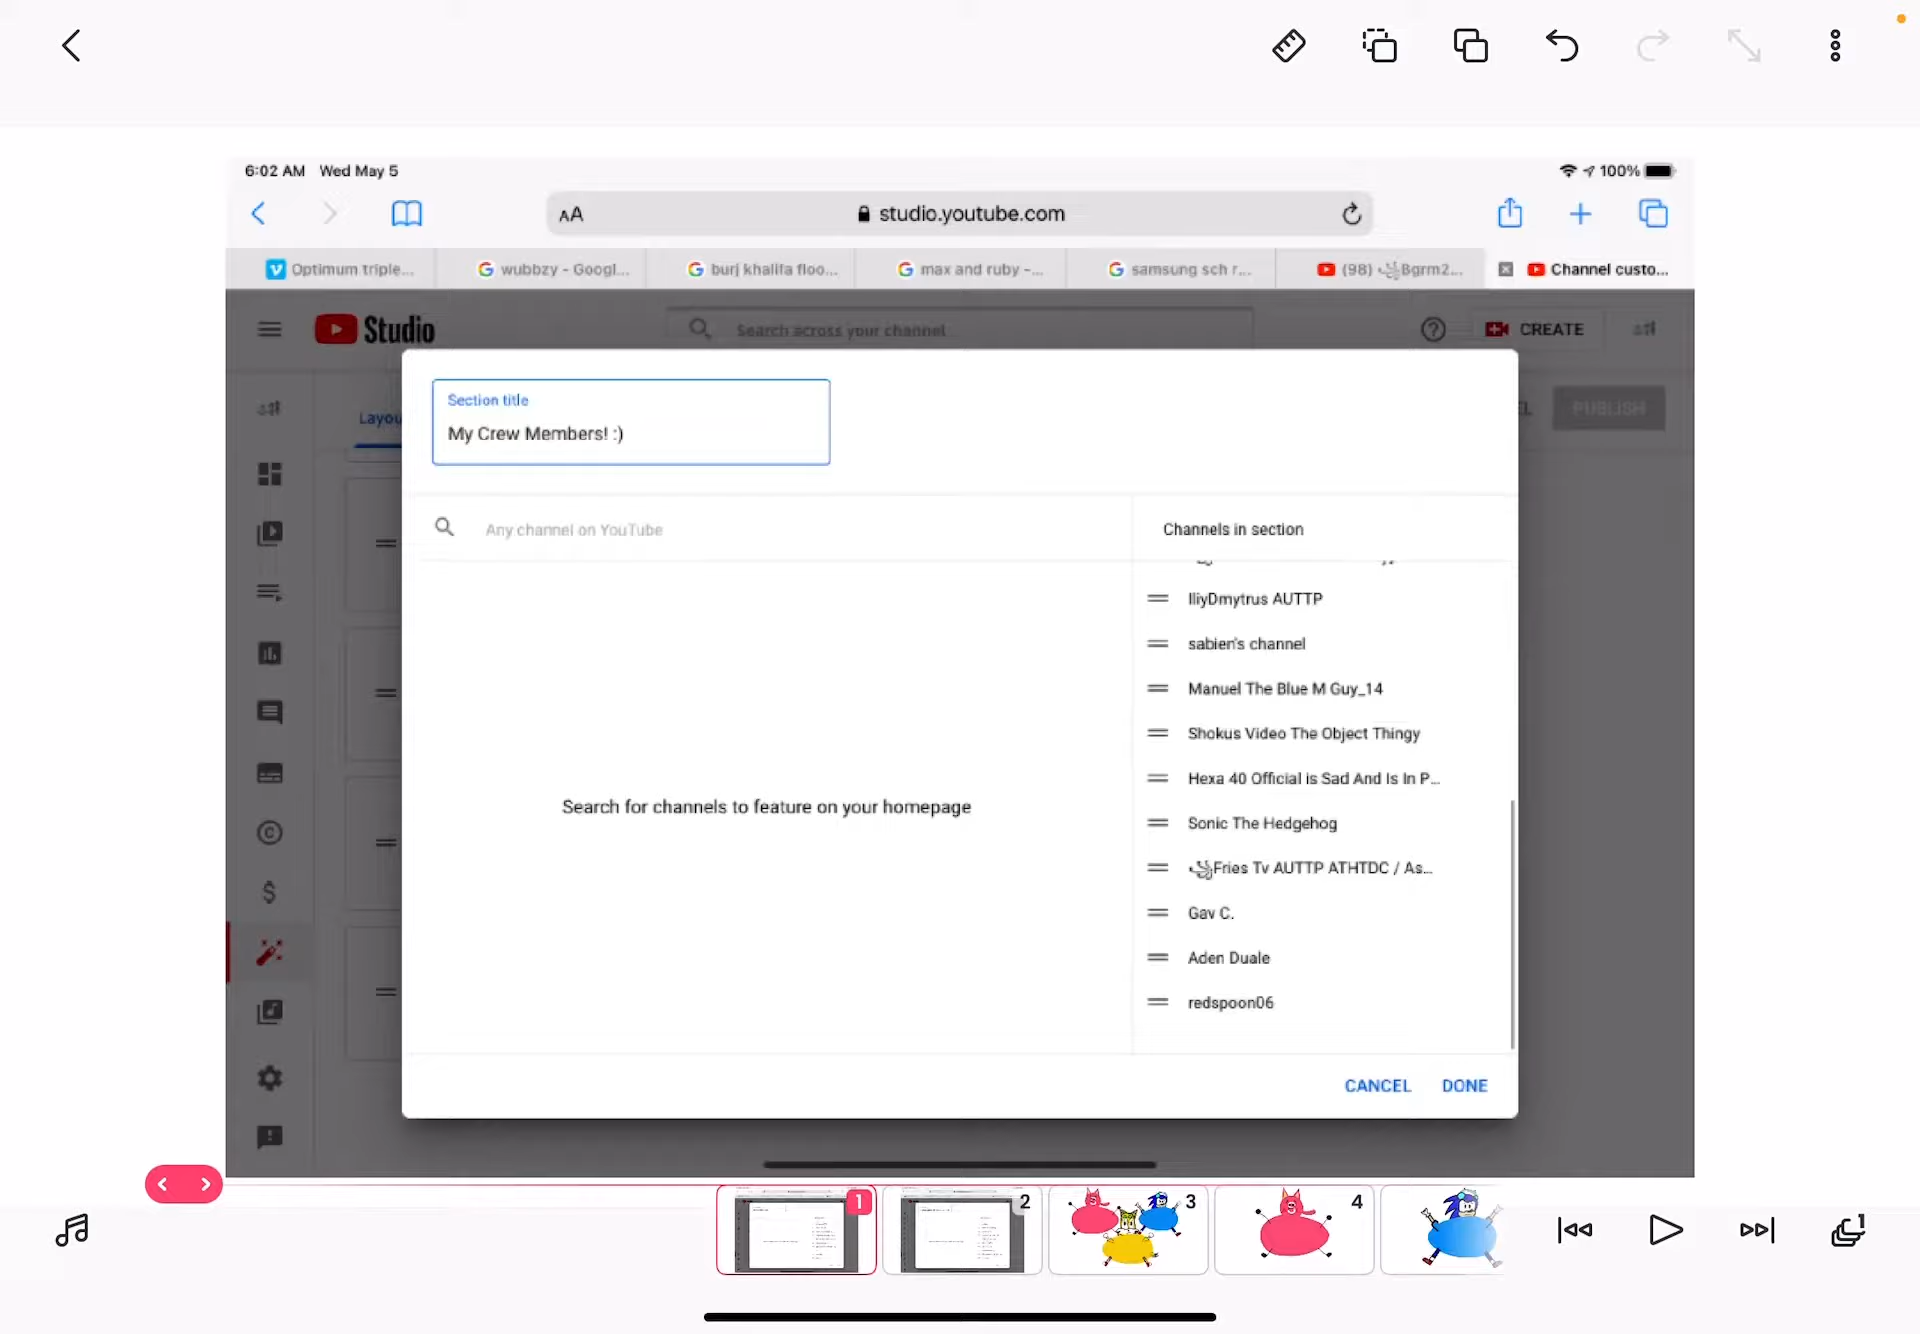 6:02 AM Wed May 5
100%
AA
studio.youtube.com
Optimum triple...
wubbzy - Googl...
burj khalifa floo...
max and ruby -...
samsung sch r...
(98) ꧁Bgrm2...
Channel custo...
Studio
Search across your channel
CREATE
Layou
PUBLISH
Section title
My Crew Members! :)
Any channel on YouTube
Channels in section
IliyDmytrus AUTTP
sabien's channel
Manuel The Blue M Guy_14
Shokus Video The Object Thingy
Search for channels to feature on your homepage
Hexa 40 Official is Sad And Is In P...
Sonic The Hedgehog
꧁Fries Tv AUTTP ATHTDC / As...
Gav C.
Aden Duale
redspoon06
CANCEL DONE
1
2
3
4